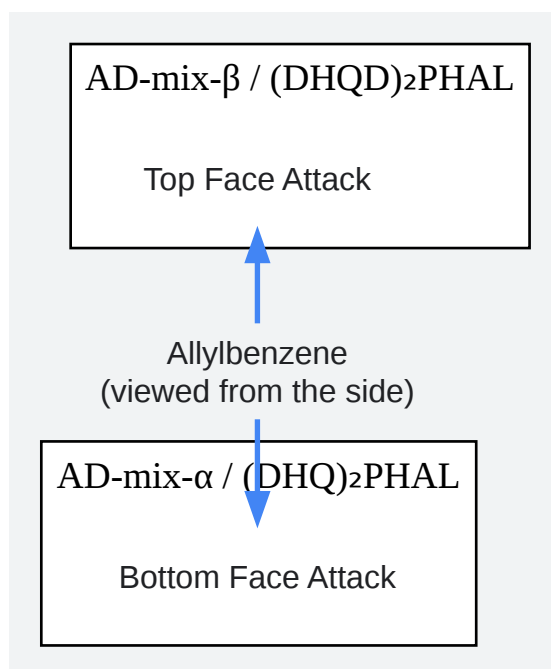 AD-mix-β / (DHQD)₂PHAL
Top Face Attack
Allylbenzene
(viewed from the side)
AD-mix-α / (DHQ)₂PHAL
Bottom Face Attack